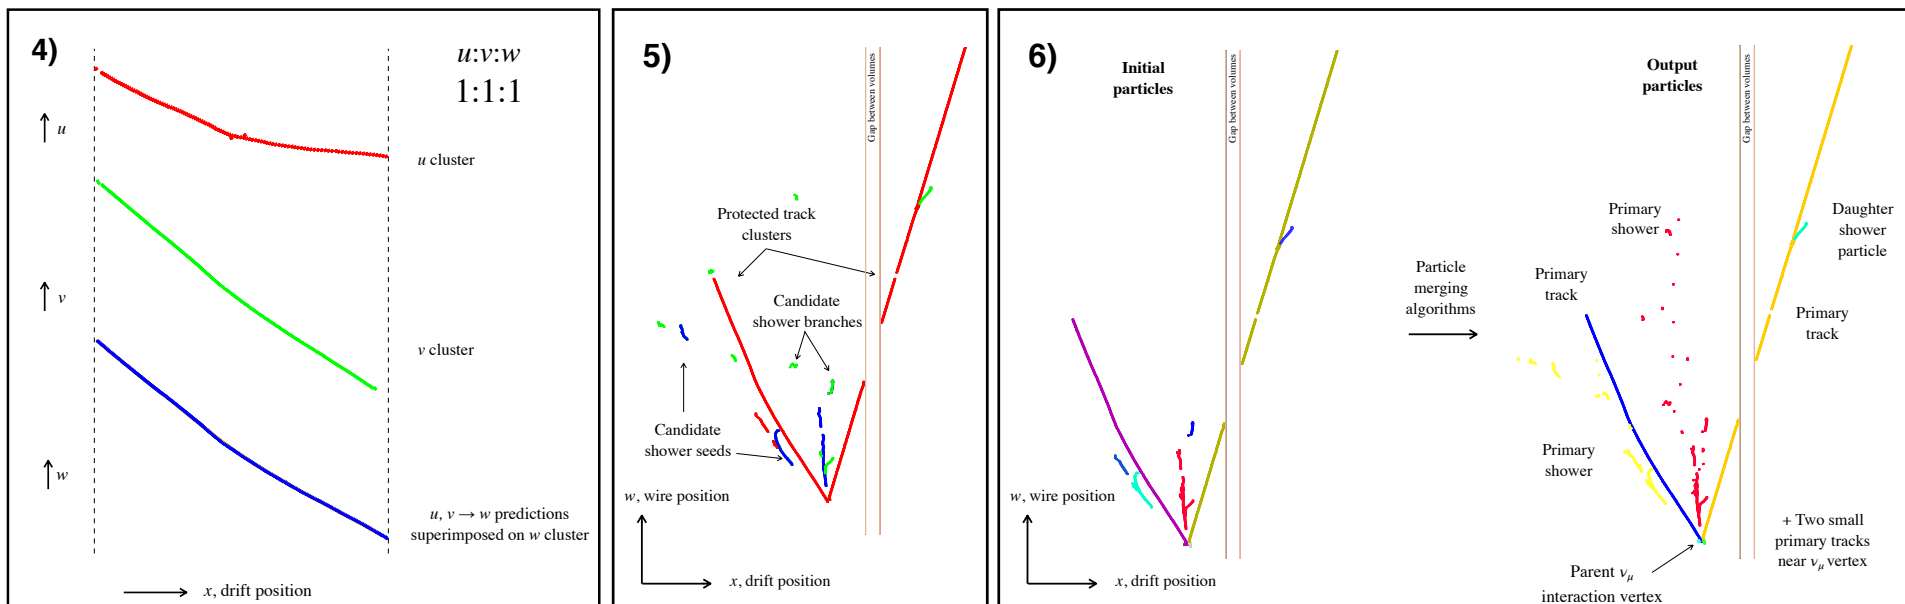 4)
u:v:w
1:1:1
u
u cluster
v
v cluster
w
u, v → w predictions
superimposed on w cluster
x, drift position
5)
Gap between volumes
Protected track
clusters
Candidate
shower branches
Candidate
shower seeds
w, wire position
x, drift position
6)
Initial
particles
Gap between volumes
w, wire position
x, drift position
Particle
merging
algorithms
Output
particles
Gap between volumes
Primary
shower
Daughter
shower
particle
Primary
track
Primary
track
Primary
shower
+ Two small
primary tracks
near νμ vertex
Parent νμ
interaction vertex